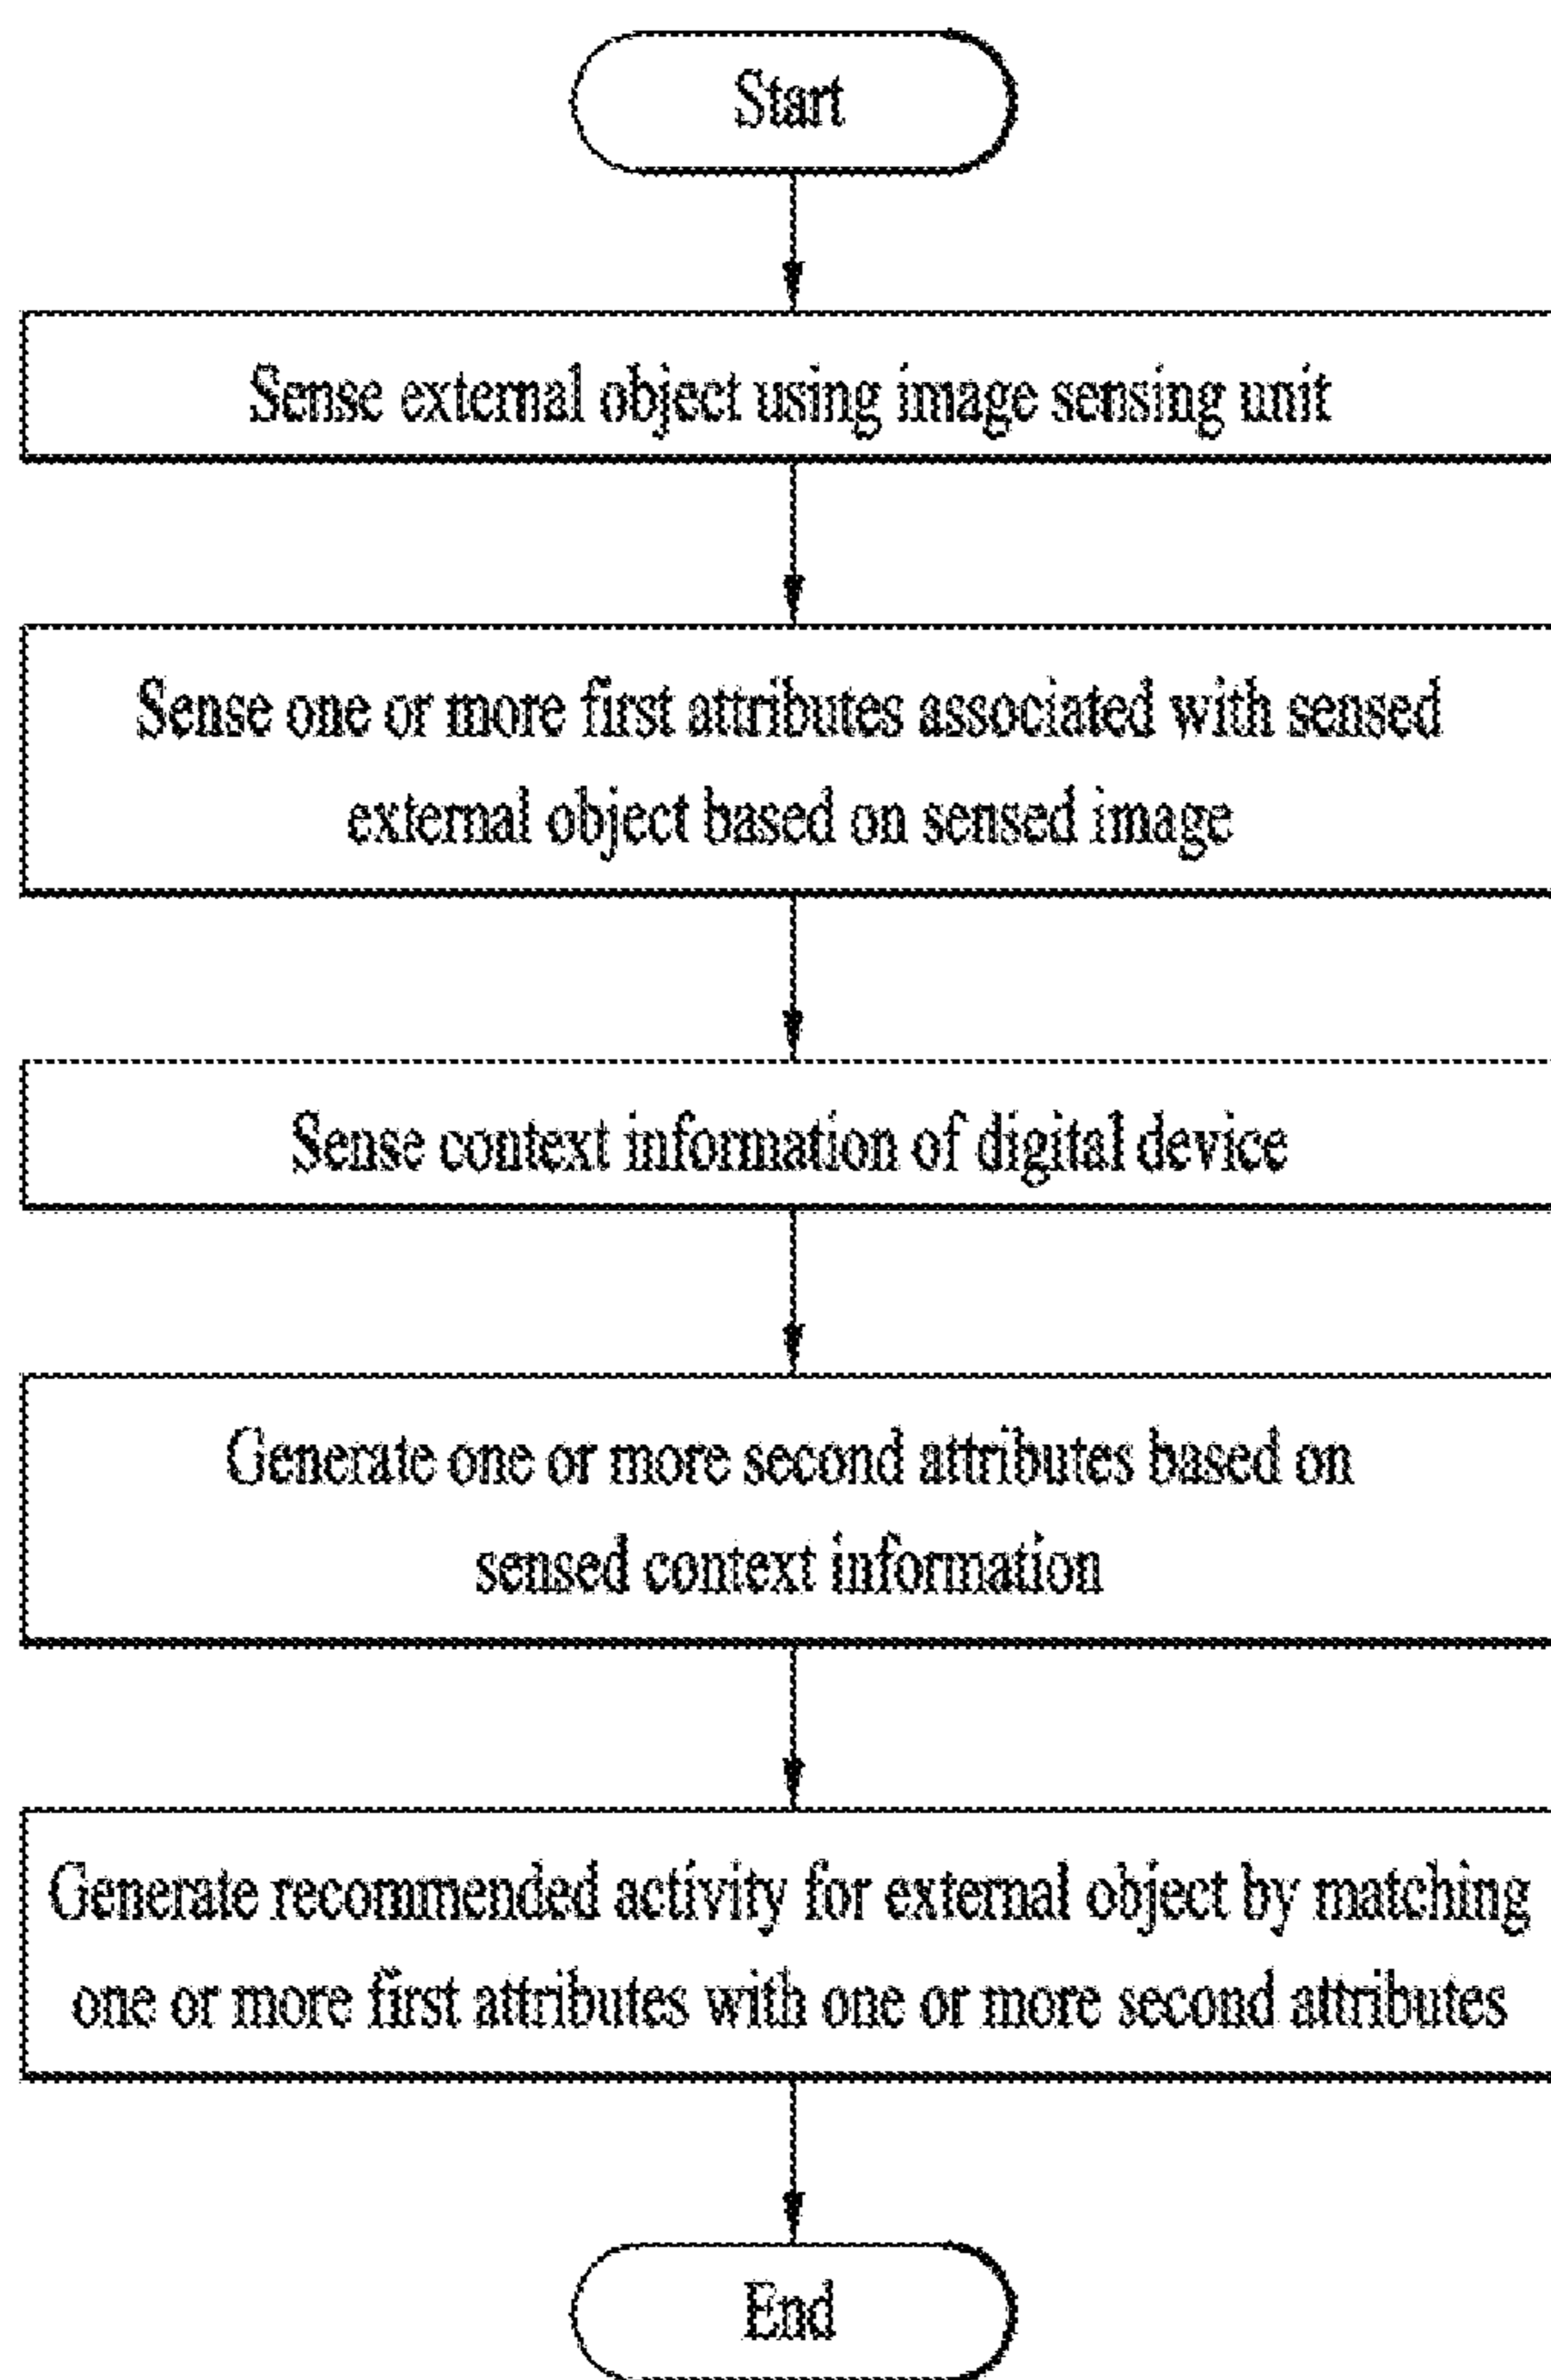 Start
Sense external object using image sensing unit
Sense one or more first attributes associated with sensed
external object based on sensed image
Sense context information of digital device
Generate one or more second attributes based on
sensed context information
Generate recommended activity for external object by matching
one or more first attributes with one or more second attributes
End